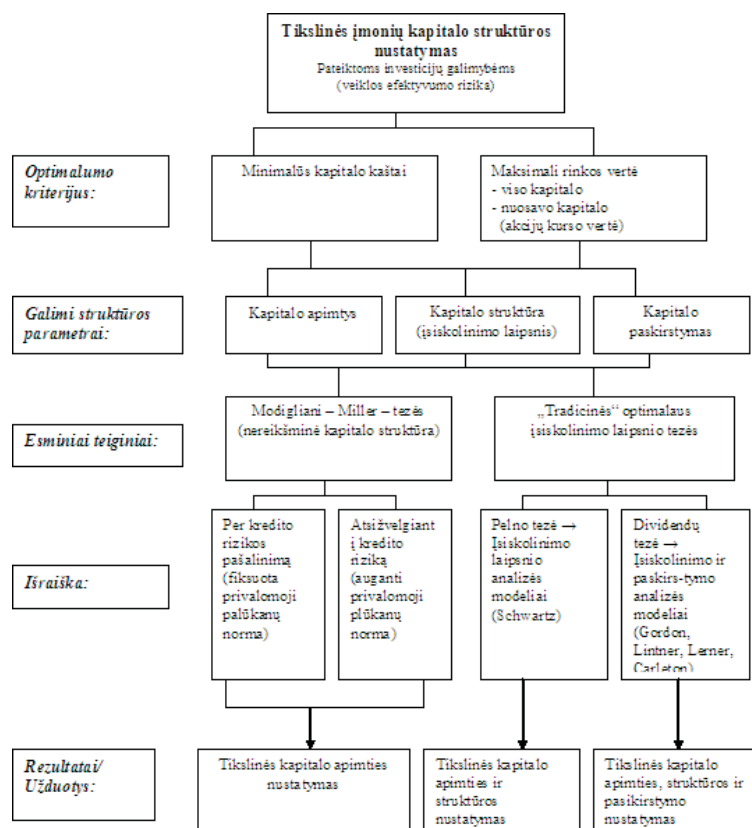 Tikslinės įmonių kapitalo struktūros
nustatymas
Pateiktoms investicijų galimybėms
(veiklos efektyvumo rizika)
Optimalumo
kriterijus:
Minimalūs kapitalo kaštai
Maksimali rinkos vertė
- viso kapitalo
- nuosavo kapitalo
(akcijų kurso vertė)
Galimi struktūros
parametrai:
Kapitalo apimtys
Kapitalo struktūra
(įsiskolinimo laipsnis)
Kapitalo
paskirstymas
Esminiai teiginiai:
Modigliani – Miller – tezės
(nereikšminė kapitalo struktūra)
„Tradicinės“ optimalaus
įsiskolinimo laipsnio tezės
Išraiška:
Per kredito
rizikos
pašalinimą
(fiksuota
privalomoji
palūkanų
norma)
Atsižvelgiant
į kredito
riziką
(auganti
privalomoji
plūkanų
norma)
Pelno tezė →
Įsiskolinimo
laipsnio
analizės
modeliai
(Schwartz)
Dividendų
tezė →
Įsiskolinimo ir
paskirs-tymo
analizės
modeliai
(Gordon,
Lintner, Lerner,
Carleton)
Rezultatai/
Užduotys:
Tikslinės kapitalo apimties
nustatymas
Tikslinės kapitalo
apimties ir
struktūros
nustatymas
Tikslinės kapitalo
apimties, struktūros ir
pasikirstymo
nustatymas